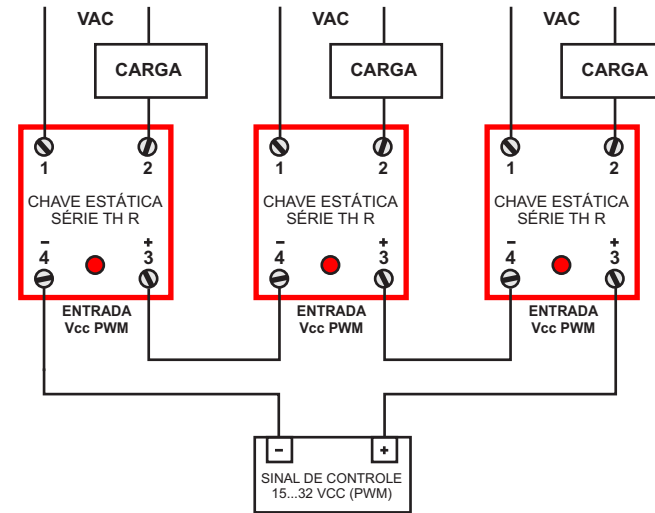 VAC
VAC
VAC
CARGA
CARGA
CARGA
1
2
1
2
1
2
CHAVE ESTÁTICA
SÉRIE TH R
CHAVE ESTÁTICA
SÉRIE TH R
CHAVE ESTÁTICA
SÉRIE TH R
– +
4 3
– +
4 3
– +
4 3
ENTRADA
Vcc PWM
ENTRADA
Vcc PWM
ENTRADA
Vcc PWM
- +
SINAL DE CONTROLE
15...32 VCC (PWM)